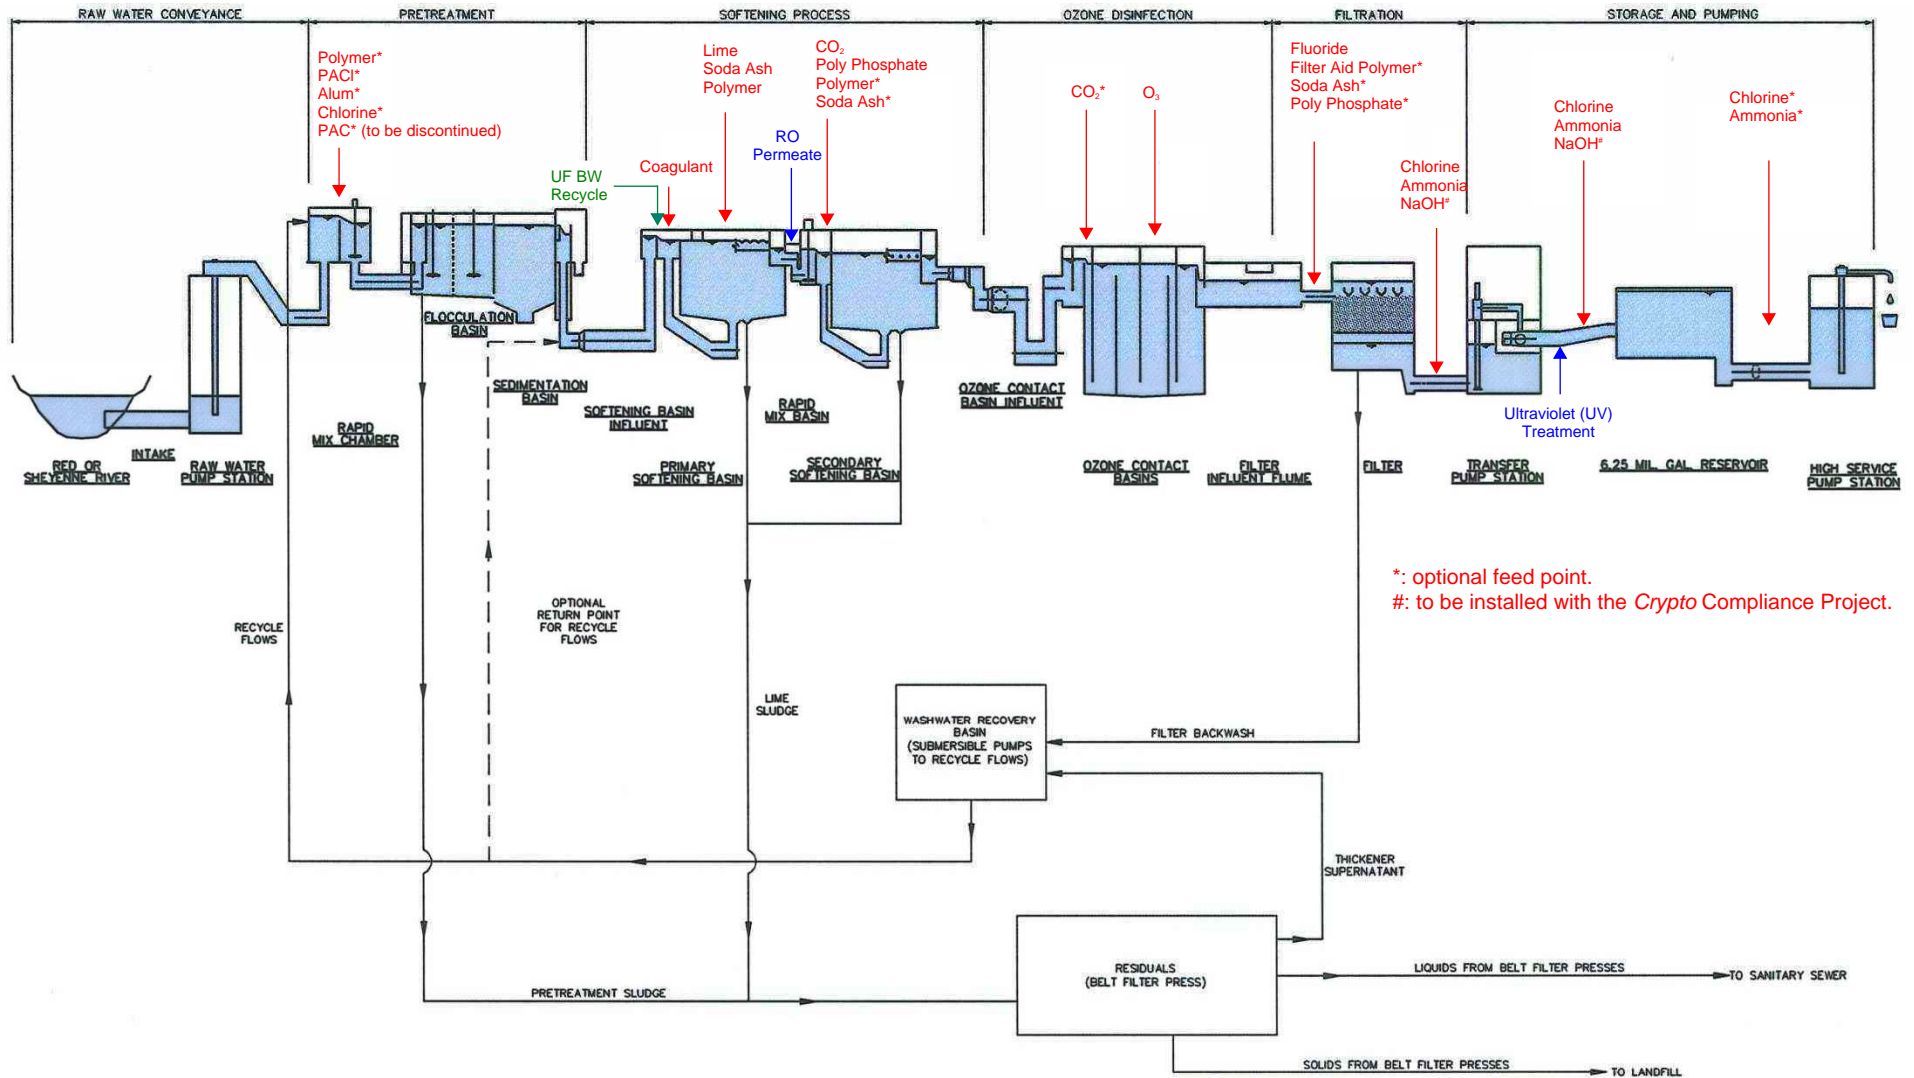 RAW WATER CONVEYANCE
PRETREATMENT
SOFTENING PROCESS
OZONE DISINFECTION
FILTRATION
STORAGE AND PUMPING
Polymer*
PACl*
Alum*
Chlorine*
PAC* (to be discontinued)
Lime
Soda Ash
Polymer
CO₂
Poly Phosphate
Polymer*
Soda Ash*
CO₂*
O₃
Fluoride
Filter Aid Polymer*
Soda Ash*
Poly Phosphate*
Chlorine
Ammonia
NaOH#
Chlorine*
Ammonia*
RO
Permeate
Coagulant
UF BW
Recycle
Chlorine
Ammonia
NaOH#
FLOCCULATION
BASIN
SEDIMENTATION
BASIN
SOFTENING BASIN
INFLUENT
RAPID
MIX BASIN
OZONE CONTACT
BASIN INFLUENT
Ultraviolet (UV)
Treatment
RAPID
MIX CHAMBER
INTAKE
RED OR
SHEYENNE RIVER
RAW WATER
PUMP STATION
PRIMARY
SOFTENING BASIN
SECONDARY
SOFTENING BASIN
OZONE CONTACT
BASINS
FILTER
INFLUENT FLUME
FILTER
TRANSFER
PUMP STATION
6.25 MIL. GAL. RESERVOIR
HIGH SERVICE
PUMP STATION
*: optional feed point.
#: to be installed with the Crypto Compliance Project.
RECYCLE
FLOWS
OPTIONAL
RETURN POINT
FOR RECYCLE
FLOWS
LIME
SLUDGE
WASHWATER RECOVERY
BASIN
(SUBMERSIBLE PUMPS
TO RECYCLE FLOWS)
FILTER BACKWASH
THICKENER
SUPERNATANT
RESIDUALS
(BELT FILTER PRESS)
LIQUIDS FROM BELT FILTER PRESSES
TO SANITARY SEWER
PRETREATMENT SLUDGE
SOLIDS FROM BELT FILTER PRESSES
TO LANDFILL